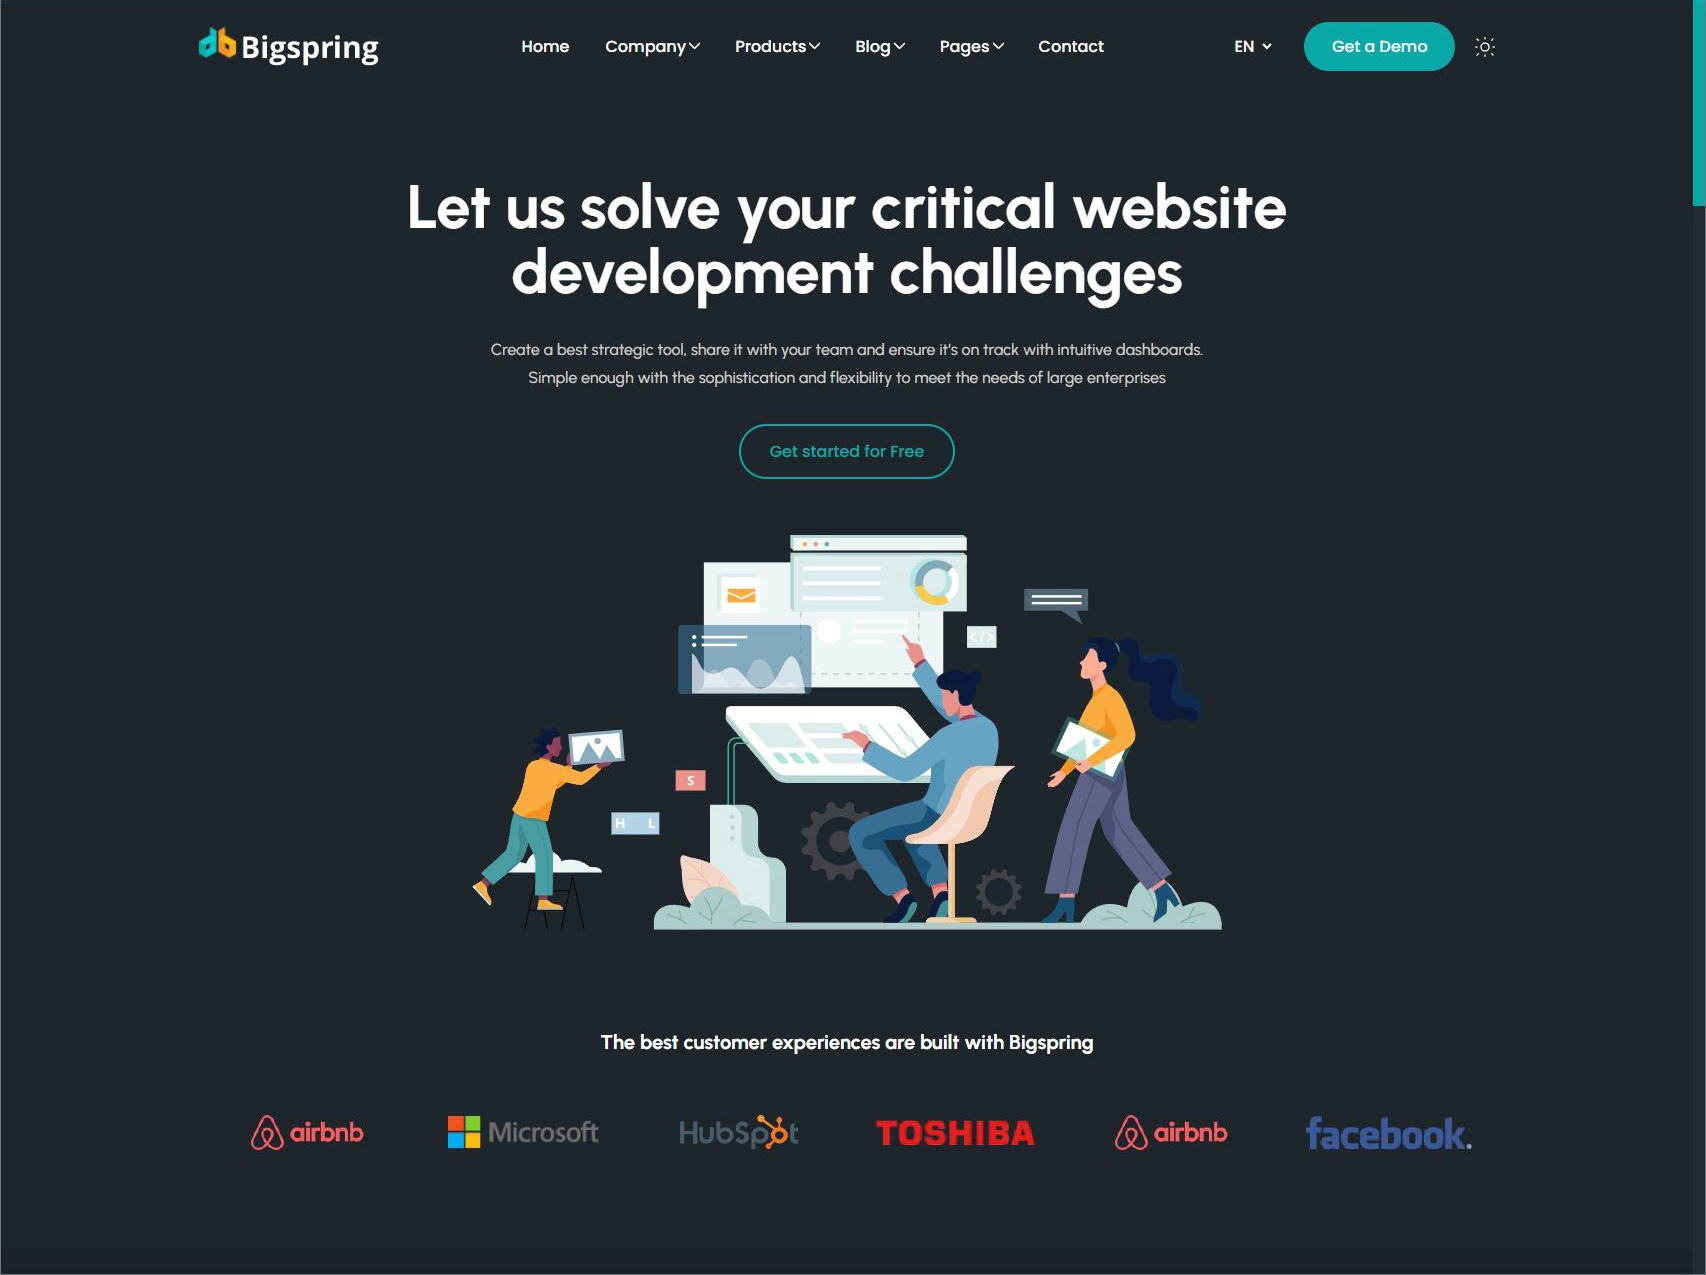 Bigspring
Home Company Products Blog Pages Contact EN Get a Demo
Let us solve your critical website
development challenges
Create a best strategic tool, share it with your team and ensure it's on track with intuitive dashboards.
Simple enough with the sophistication and flexibility to meet the needs of large enterprises
Get started for Free
</>
S
H L
The best customer experiences are built with Bigspring
airbnb Microsoft HubSpot TOSHIBA airbnb facebook.